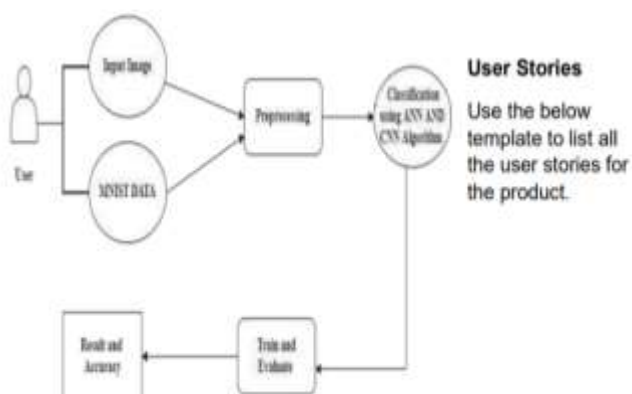 Input Image
User
MNIST DATA
Preprocessing
Classification
using ANN AND
CNN Algorithm
User Stories
Use the below
template to list all
the user stories for
the product.
Result and
Accuracy
Train and
Evaluate